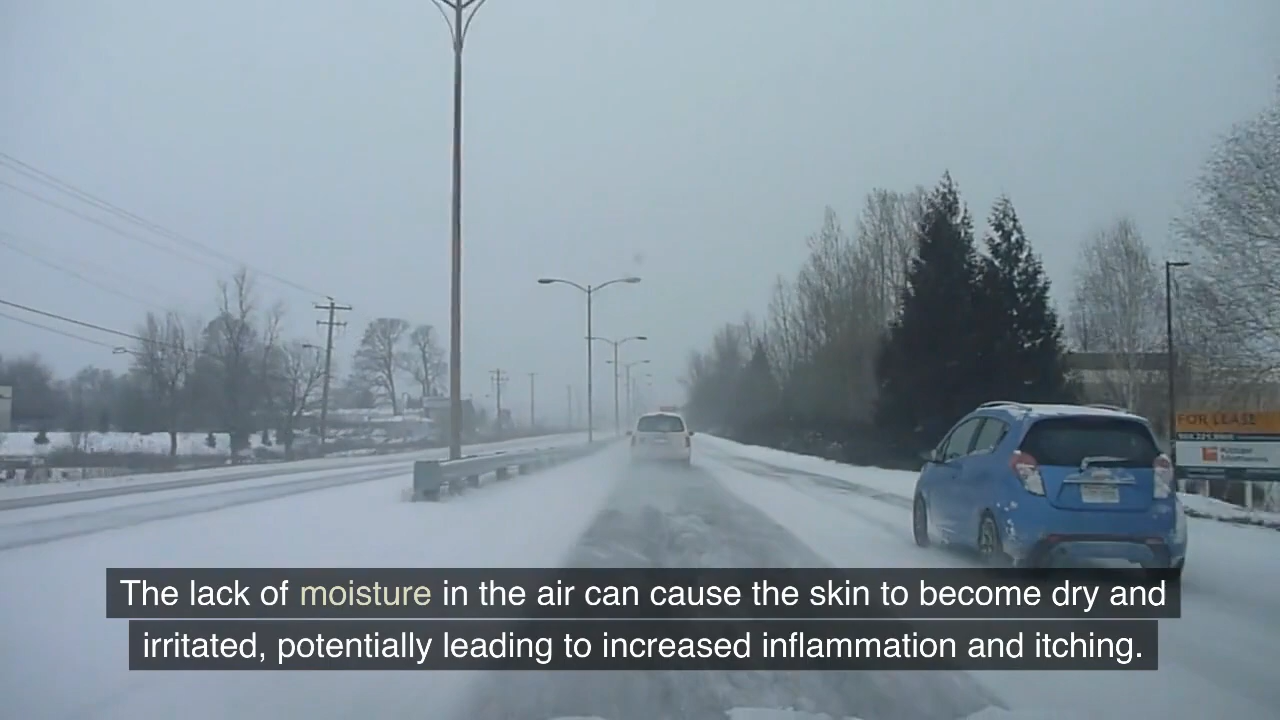 FOR LEASE
The lack of moisture in the air can cause the skin to become dry and
irritated, potentially leading to increased inflammation and itching.